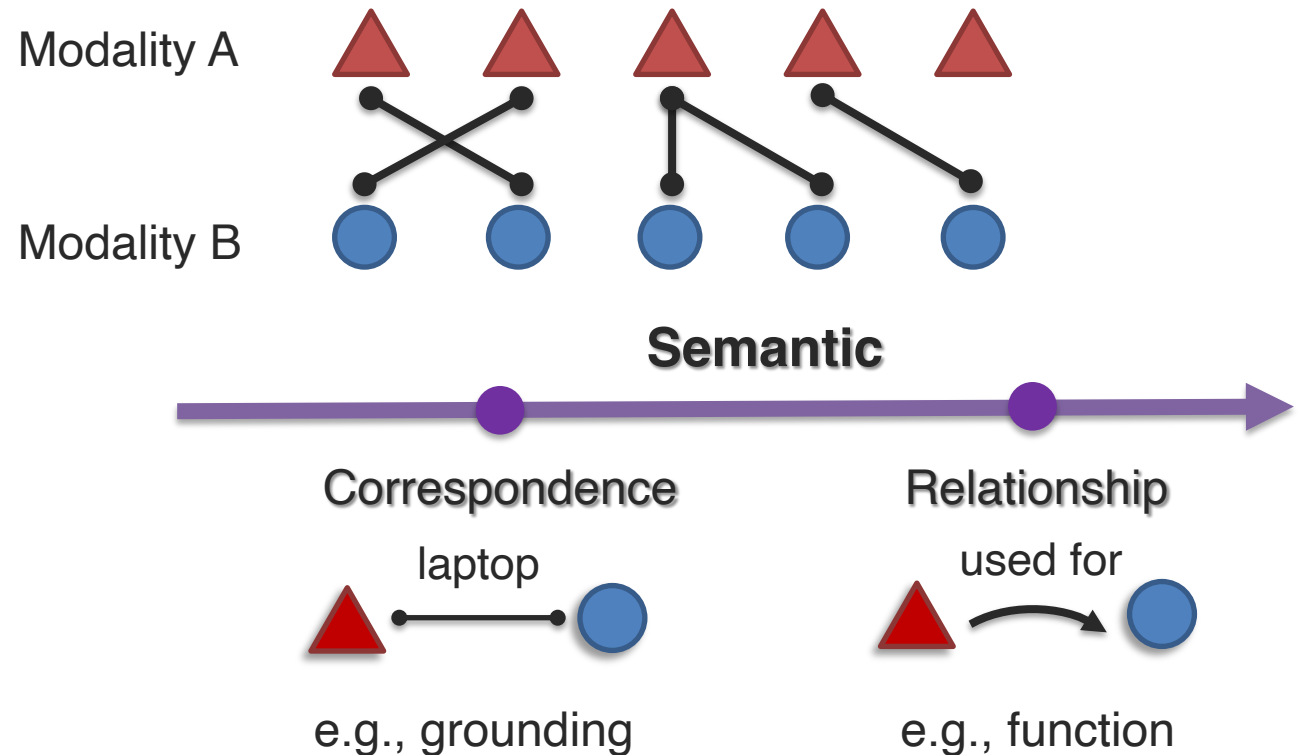 Modality A
Modality B
Semantic
Correspondence
Relationship
laptop
used for
e.g., grounding
e.g., function